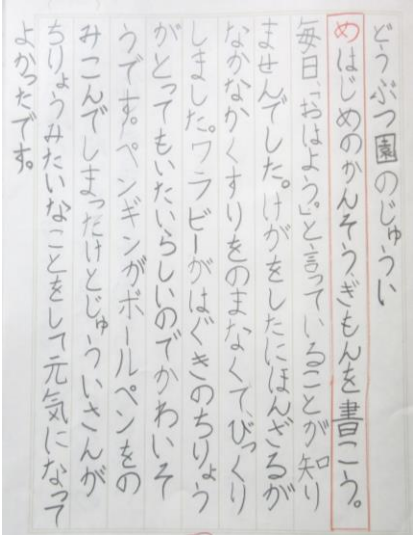 どうぶつ園のじゅうい
めはじめのかんそう、ぎもんを書こう。
毎日、「おはよう。」と言っていることが知り
ませんでした。けがをしたにほんざるが
なかなかくすりをのまなくて、びっくり
しました。ワラビーがはぐきのちりょう
がとってもいたいらしいのでかわいそ
うです。ペンギンがボールペンをの
みこんでしまっだけとじゅういさんが
ちりょうみたいなことをして元気になって
よかったです。